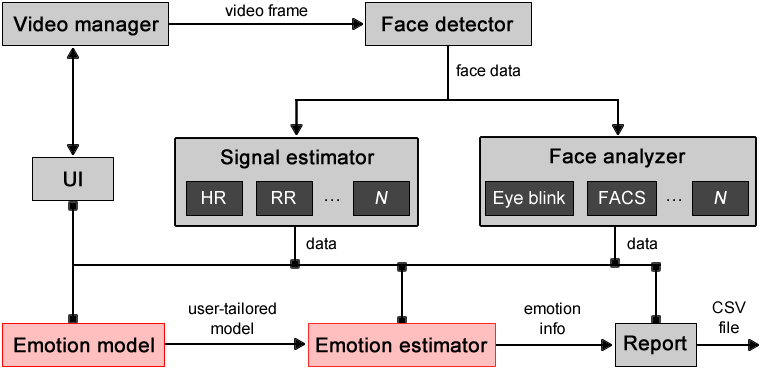 Video manager
video frame
Face detector
face data
Signal estimator
HR
RR
...
N
Face analyzer
Eye blink
FACS
...
N
UI
data
data
Emotion model
user-tailored
model
Emotion estimator
emotion
info
Report
CSV
file